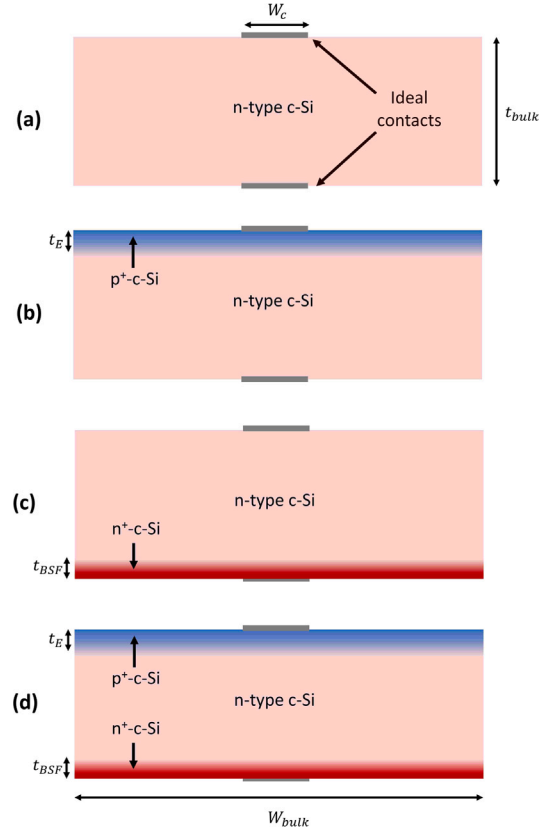 W_c
(a)
n-type c-Si
Ideal
contacts
t_bulk
t_E
p⁺-c-Si
n-type c-Si
(b)
n-type c-Si
(c)
n⁺-c-Si
t_BSF
t_E
p⁺-c-Si
n-type c-Si
(d)
n⁺-c-Si
t_BSF
W_bulk